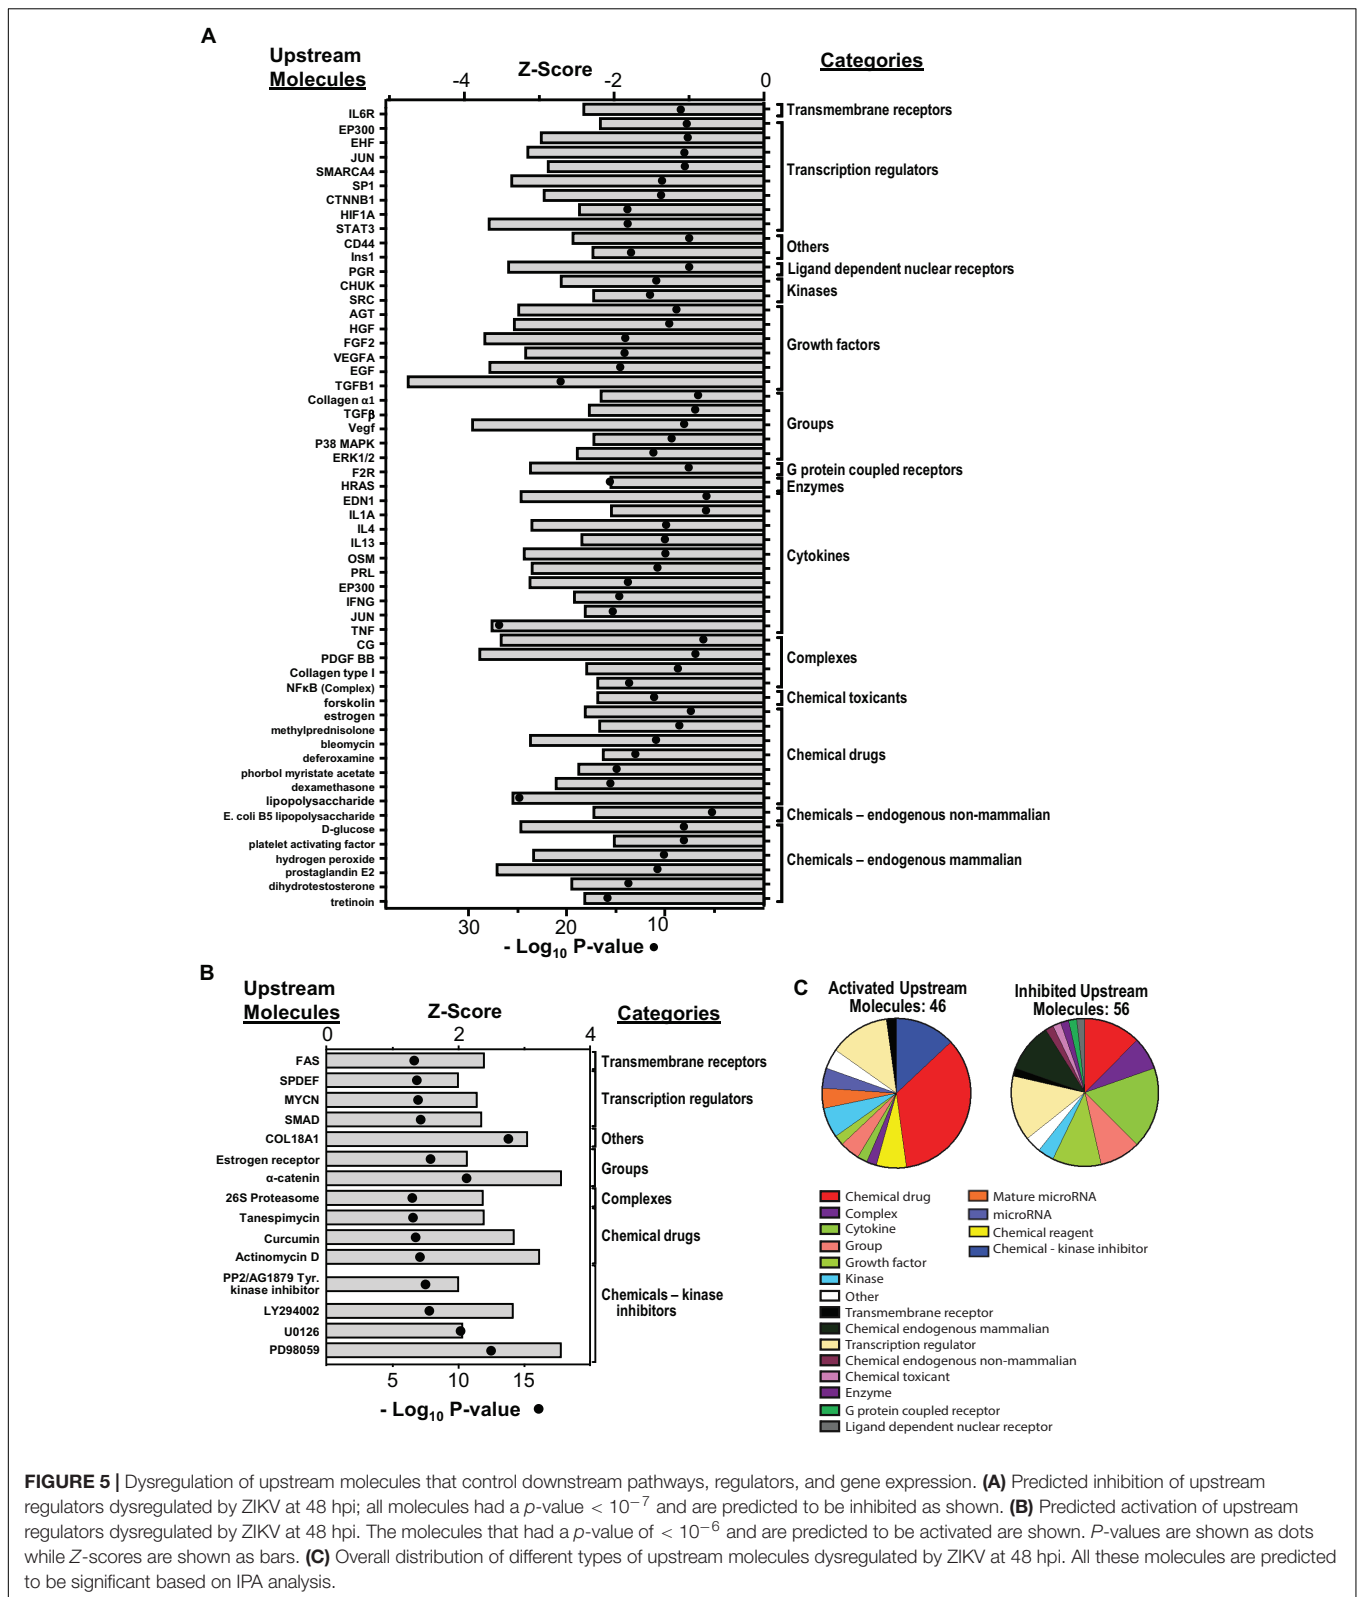 A
Upstream
Molecules
Z-Score
Categories
-4
-2
0
IL6R
EP300
EHF
JUN
SMARCA4
SP1
CTNNB1
HIF1A
STAT3
CD44
Ins1
PGR
CHUK
SRC
AGT
HGF
FGF2
VEGFA
EGF
TGFB1
Collagen α1
TGFβ
Vegf
P38 MAPK
ERK1/2
F2R
HRAS
EDN1
IL1A
IL4
IL13
OSM
PRL
EP300
IFNG
JUN
TNF
CG
PDGF BB
Collagen type I
NFκB (Complex)
forskolin
estrogen
methylprednisolone
bleomycin
deferoxamine
phorbol myristate acetate
dexamethasone
lipopolysaccharide
E. coli B5 lipopolysaccharide
D-glucose
platelet activating factor
hydrogen peroxide
prostaglandin E2
dihydrotestosterone
tretinoin
Transmembrane receptors
Transcription regulators
Others
Ligand dependent nuclear receptors
Kinases
Growth factors
Groups
G protein coupled receptors
Enzymes
Cytokines
Complexes
Chemical toxicants
Chemical drugs
Chemicals – endogenous non-mammalian
Chemicals – endogenous mammalian
30
20
10
- Log10 P-value ●
B
Upstream
Molecules
Z-Score
Categories
0
2
4
FAS
SPDEF
MYCN
SMAD
COL18A1
Estrogen receptor
α-catenin
26S Proteasome
Tanespimycin
Curcumin
Actinomycin D
PP2/AG1879 Tyr.
kinase inhibitor
LY294002
U0126
PD98059
Transmembrane receptors
Transcription regulators
Others
Groups
Complexes
Chemical drugs
Chemicals – kinase
inhibitors
5
10
15
- Log10 P-value ●
C
Activated Upstream
Molecules: 46
Inhibited Upstream
Molecules: 56
Chemical drug
Complex
Cytokine
Group
Growth factor
Kinase
Other
Transmembrane receptor
Chemical endogenous mammalian
Transcription regulator
Chemical endogenous non-mammalian
Chemical toxicant
Enzyme
G protein coupled receptor
Ligand dependent nuclear receptor
Mature microRNA
microRNA
Chemical reagent
Chemical - kinase inhibitor
FIGURE 5 | Dysregulation of upstream molecules that control downstream pathways, regulators, and gene expression. (A) Predicted inhibition of upstream
regulators dysregulated by ZIKV at 48 hpi; all molecules had a p-value < 10−7 and are predicted to be inhibited as shown. (B) Predicted activation of upstream
regulators dysregulated by ZIKV at 48 hpi. The molecules that had a p-value of < 10−6 and are predicted to be activated are shown. P-values are shown as dots
while Z-scores are shown as bars. (C) Overall distribution of different types of upstream molecules dysregulated by ZIKV at 48 hpi. All these molecules are predicted
to be significant based on IPA analysis.